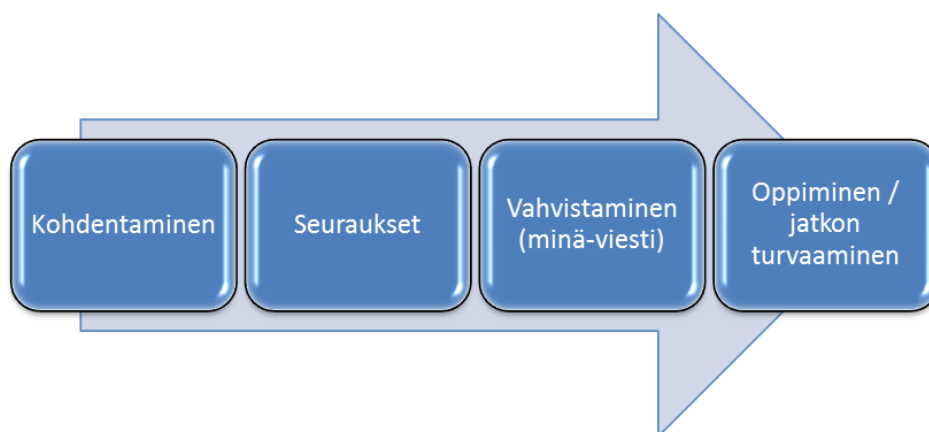 Kohdentaminen
Seuraukset
Vahvistaminen
(minä-viesti)
Oppiminen /
jatkon
turvaaminen